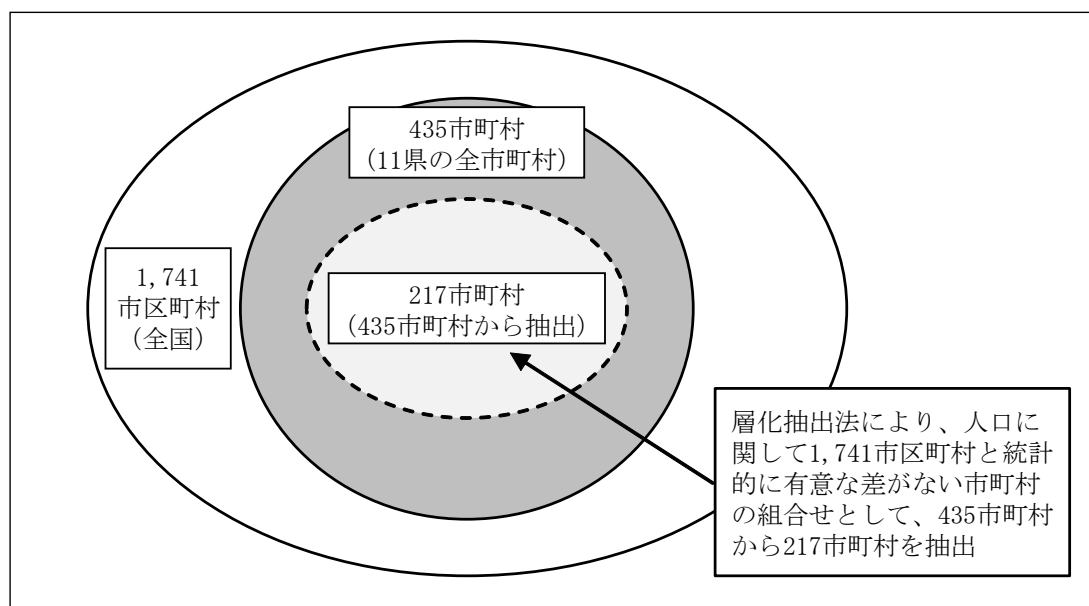 435市町村
（11県の全市町村）
1,741
市区町村
（全国）
217市町村
（435市町村から抽出）
層化抽出法により、人口に
関して1,741市区町村と統計
的に有意な差がない市町村
の組合せとして、435市町村
から217市町村を抽出